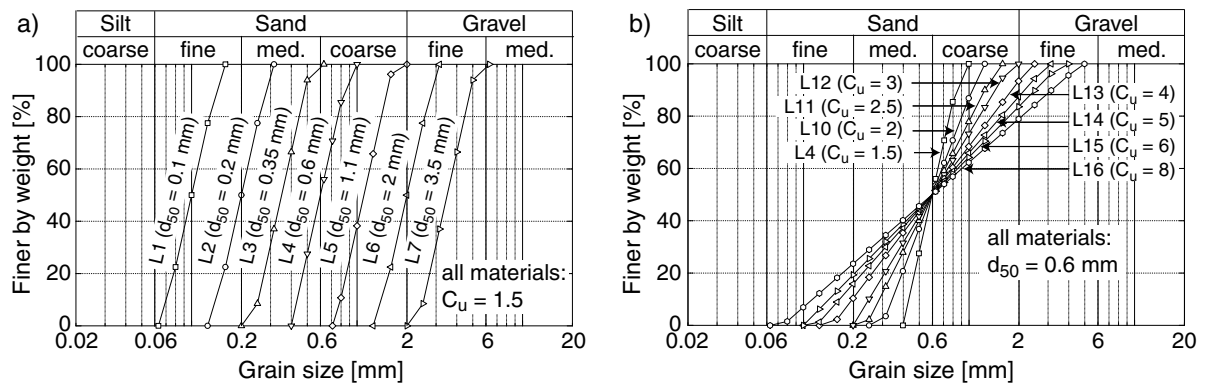 a)
Silt Sand Gravel
coarse fine med. coarse fine med.
100
80
60
40
20
0
Finer by weight [%]
L1 (d50 = 0.1 mm)
L2 (d50 = 0.2 mm)
L3 (d50 = 0.35 mm)
L4 (d50 = 0.6 mm)
L5 (d50 = 1.1 mm)
L6 (d50 = 2 mm)
L7 (d50 = 3.5 mm)
all materials:
Cu = 1.5
0.02 0.06 0.2 0.6 2 6 20
Grain size [mm]
b)
Silt Sand Gravel
coarse fine med. coarse fine med.
100
80
60
40
20
0
Finer by weight [%]
L12 (Cu = 3)
L11 (Cu = 2.5)
L10 (Cu = 2)
L4 (Cu = 1.5)
L13 (Cu = 4)
L14 (Cu = 5)
L15 (Cu = 6)
L16 (Cu = 8)
all materials:
d50 = 0.6 mm
0.02 0.06 0.2 0.6 2 6 20
Grain size [mm]